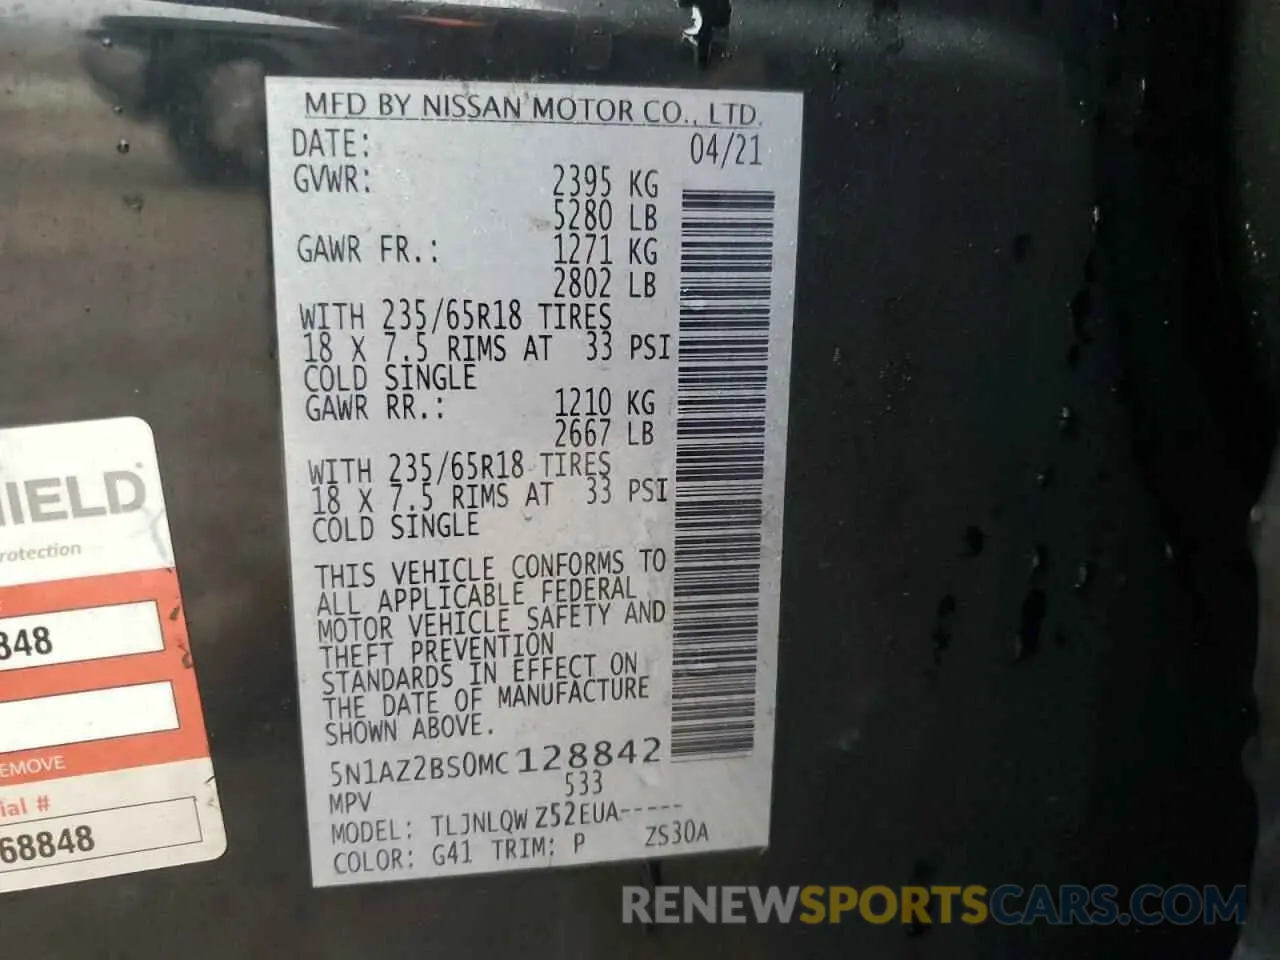 MFD BY NISSAN MOTOR CO., LTD.
DATE: 04/21
GVWR: 2395 KG
5280 LB
GAWR FR.: 1271 KG
2802 LB
WITH 235/65R18 TIRES
18 X 7.5 RIMS AT 33 PSI
COLD SINGLE
GAWR RR.: 1210 KG
2667 LB
WITH 235/65R18 TIRES
18 X 7.5 RIMS AT 33 PSI
COLD SINGLE
THIS VEHICLE CONFORMS TO
ALL APPLICABLE FEDERAL
MOTOR VEHICLE SAFETY AND
THEFT PREVENTION
STANDARDS IN EFFECT ON
THE DATE OF MANUFACTURE
SHOWN ABOVE.
5N1AZ2BS0MC128842
MPV 533
MODEL: TLJNLQW Z52EUA-----
COLOR: G41 TRIM: P ZS30A
IELD
rotection
848
EMOVE
ial #
68848
RENEWSPORTSCARS.COM